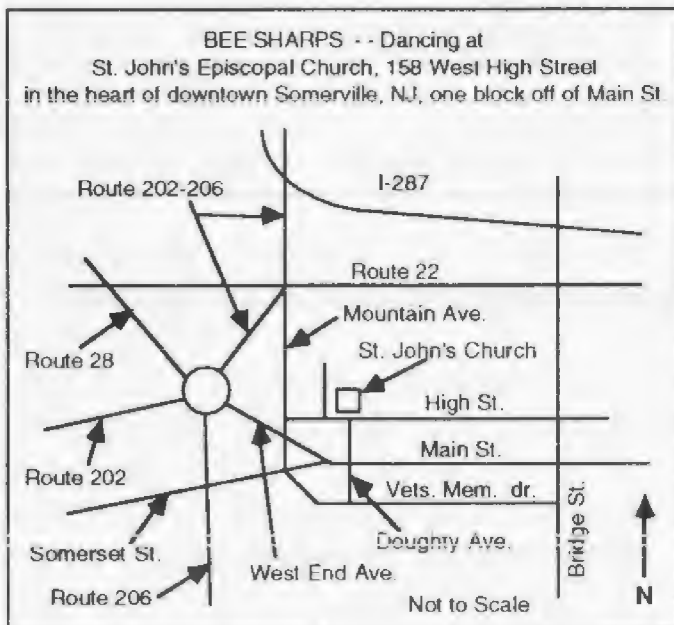 BEE SHARPS - - Dancing at
St. John's Episcopal Church, 158 West High Street
in the heart of downtown Somerville, NJ, one block off of Main St.
Route 202-206
I-287
Route 22
Mountain Ave.
St. John's Church
Route 28
High St.
Route 202
Main St.
Vets. Mem. dr.
Somerset St.
Doughty Ave.
West End Ave.
Bridge St.
Route 206
Not to Scale
N